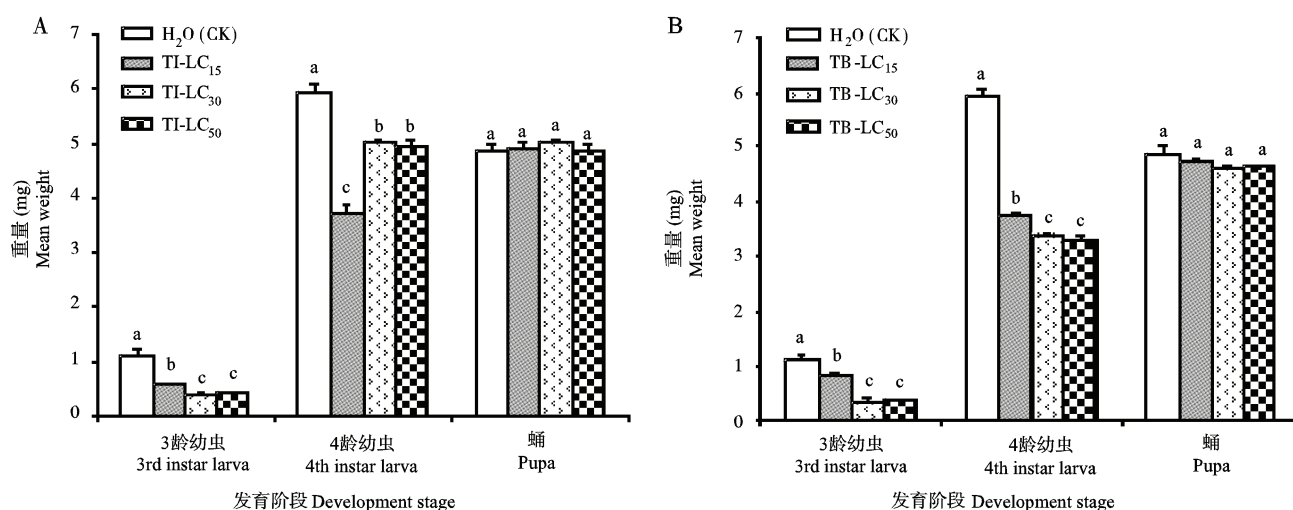 A
H₂O (CK)
TI-LC₁₅
TI-LC₃₀
TI-LC₅₀
7
6
5
4
3
2
1
0
重量 (mg)
Mean weight
a
b
c
c
a
c
b
b
a
a
a
a
3龄幼虫
3rd instar larva
4龄幼虫
4th instar larva
蛹
Pupa
发育阶段 Development stage
B
H₂O (CK)
TB-LC₁₅
TB-LC₃₀
TB-LC₅₀
7
6
5
4
3
2
1
0
重量 (mg)
Mean weight
a
b
c
c
a
b
c
c
a
a
a
a
3龄幼虫
3rd instar larva
4龄幼虫
4th instar larva
蛹
Pupa
发育阶段 Development stage